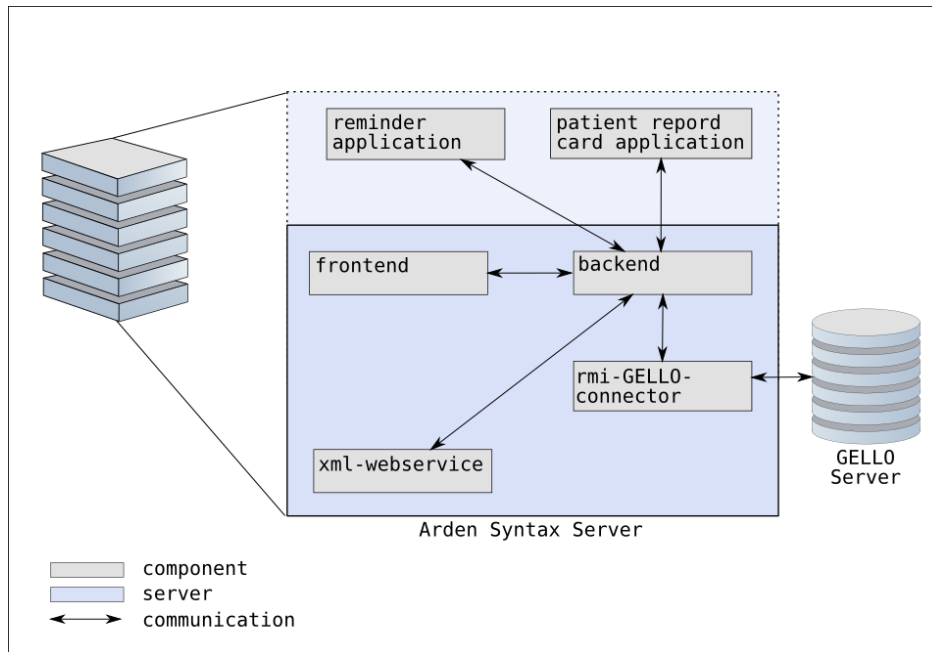 reminder
application
patient repord
card application
frontend
backend
rmi-GELLO-
connector
xml-webservice
GELLO
Server
Arden Syntax Server
component
server
communication